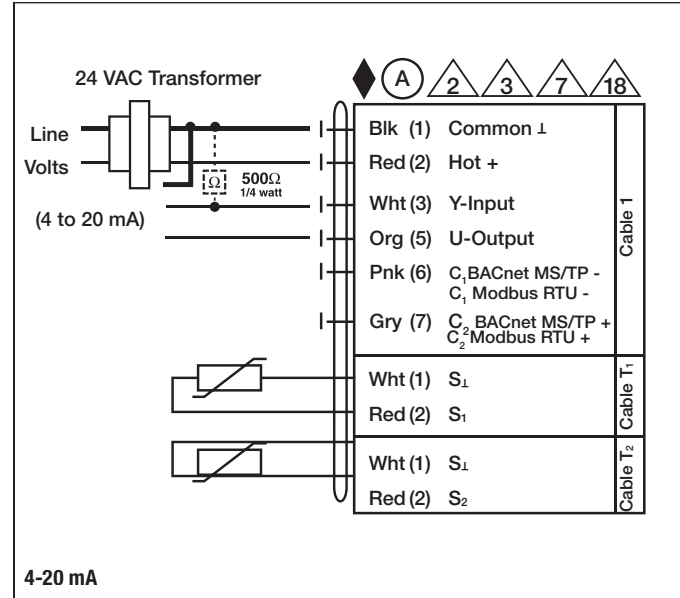 24 VAC Transformer
A 2 3 7 18
Line
Volts
Ω 500Ω
1/4 watt
(4 to 20 mA)
Blk (1) Common ⊥
Red (2) Hot +
Wht (3) Y-Input
Org (5) U-Output
Pnk (6) C₁BACnet MS/TP -
C₁ Modbus RTU -
Gry (7) C₂ BACnet MS/TP +
C₂ Modbus RTU +
Cable 1
Wht (1) S⊥
Red (2) S₁
Cable T₁
Wht (1) S⊥
Red (2) S₂
Cable T₂
4-20 mA